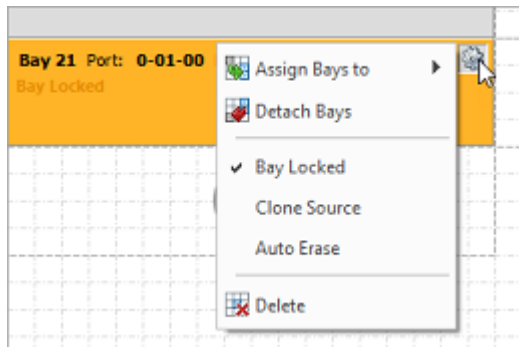 Bay 21 Port: 0-01-00
Bay Locked
Assign Bays to
Detach Bays
Bay Locked
Clone Source
Auto Erase
Delete